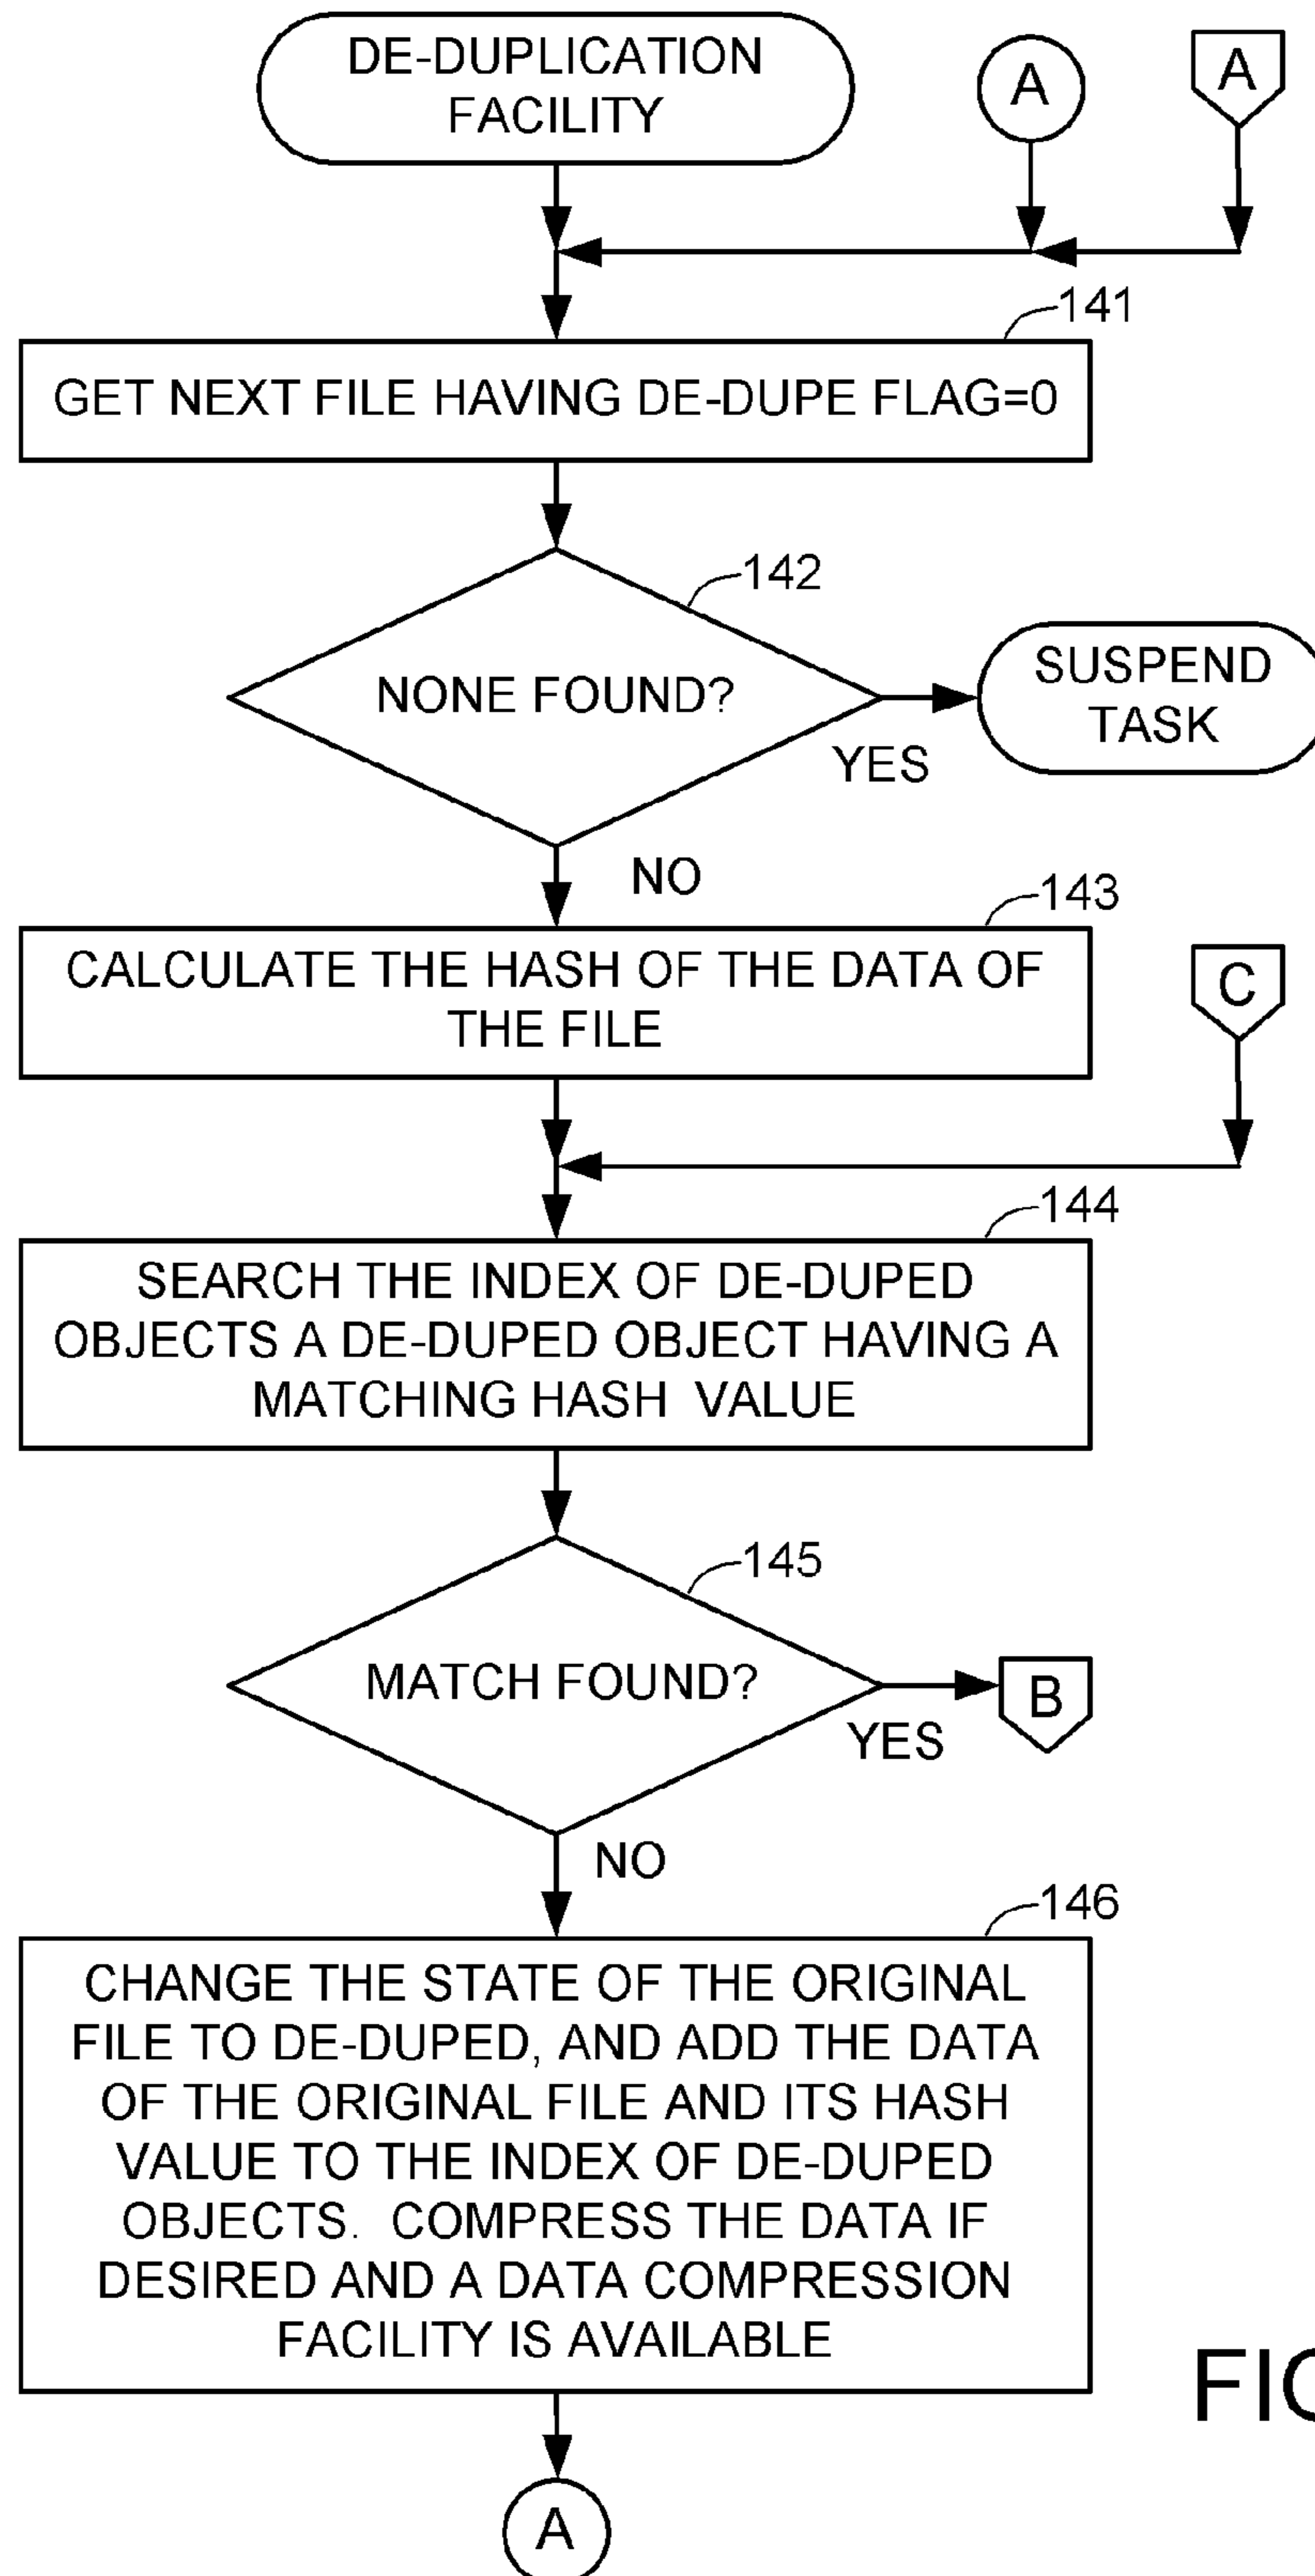 DE-DUPLICATION
FACILITY
A
A
141
GET NEXT FILE HAVING DE-DUPE FLAG=0
142
NONE FOUND?
SUSPEND
TASK
YES
NO
143
CALCULATE THE HASH OF THE DATA OF
THE FILE
C
144
SEARCH THE INDEX OF DE-DUPED
OBJECTS A DE-DUPED OBJECT HAVING A
MATCHING HASH VALUE
145
MATCH FOUND?
B
YES
NO
146
CHANGE THE STATE OF THE ORIGINAL
FILE TO DE-DUPED, AND ADD THE DATA
OF THE ORIGINAL FILE AND ITS HASH
VALUE TO THE INDEX OF DE-DUPED
OBJECTS. COMPRESS THE DATA IF
DESIRED AND A DATA COMPRESSION
FACILITY IS AVAILABLE
A